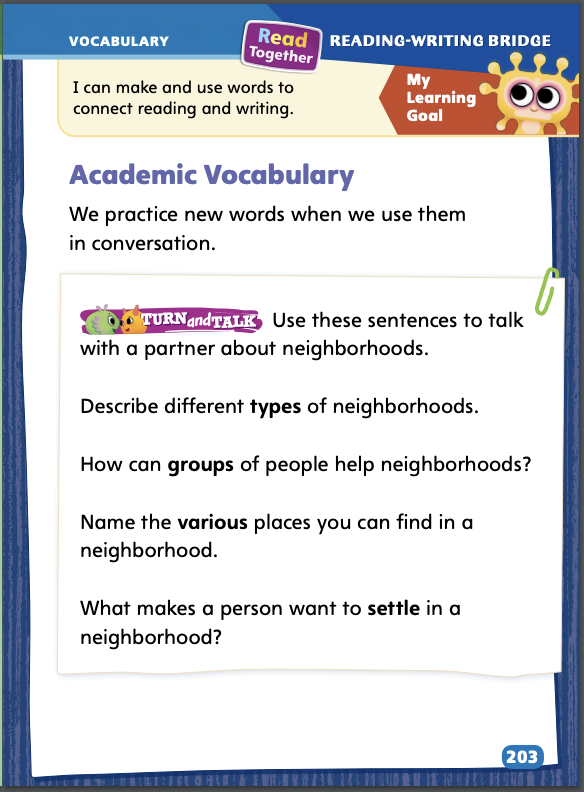 VOCABULARY
Read
Together
READING-WRITING BRIDGE
I can make and use words to
connect reading and writing.
My
Learning
Goal
Academic Vocabulary
We practice new words when we use them
in conversation.
TURN and TALK Use these sentences to talk
with a partner about neighborhoods.
Describe different types of neighborhoods.
How can groups of people help neighborhoods?
Name the various places you can find in a
neighborhood.
What makes a person want to settle in a
neighborhood?
203